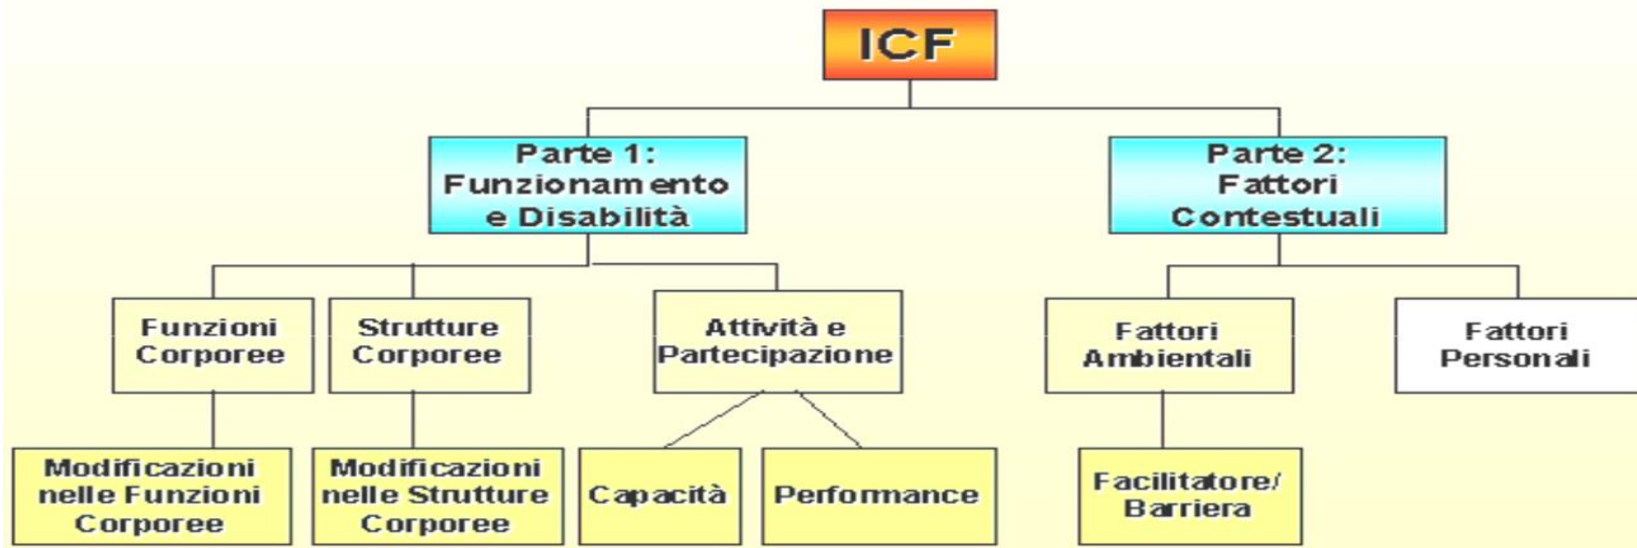 ICF
Parte 1:
Funzionamento
e Disabilità
Parte 2:
Fattori
Contestuali
Funzioni
Corporee
Strutture
Corporee
Attività e
Partecipazione
Fattori
Ambientali
Fattori
Personali
Modificazioni
nelle Funzioni
Corporee
Modificazioni
nelle Strutture
Corporee
Capacità
Performance
Facilitatore/
Barriera